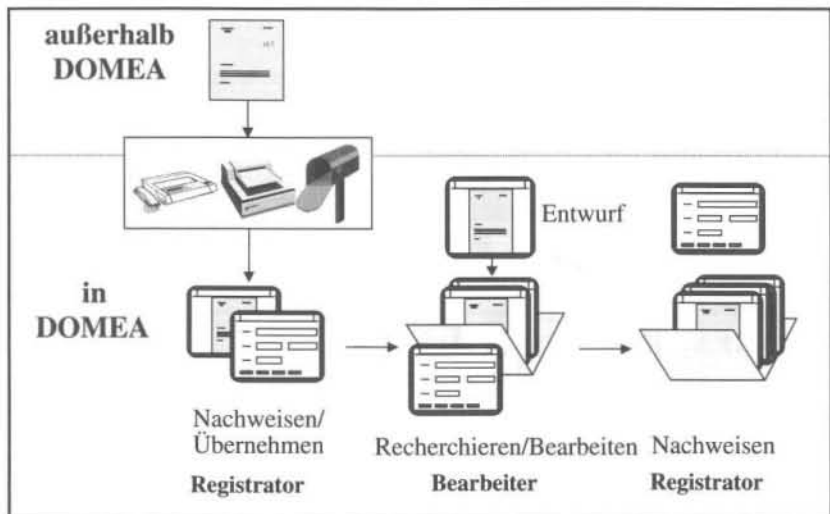 außerhalb
DOMEA
Entwurf
in
DOMEA
Nachweisen/
Übernehmen
Recherchieren/Bearbeiten
Nachweisen
Registrator
Bearbeiter
Registrator